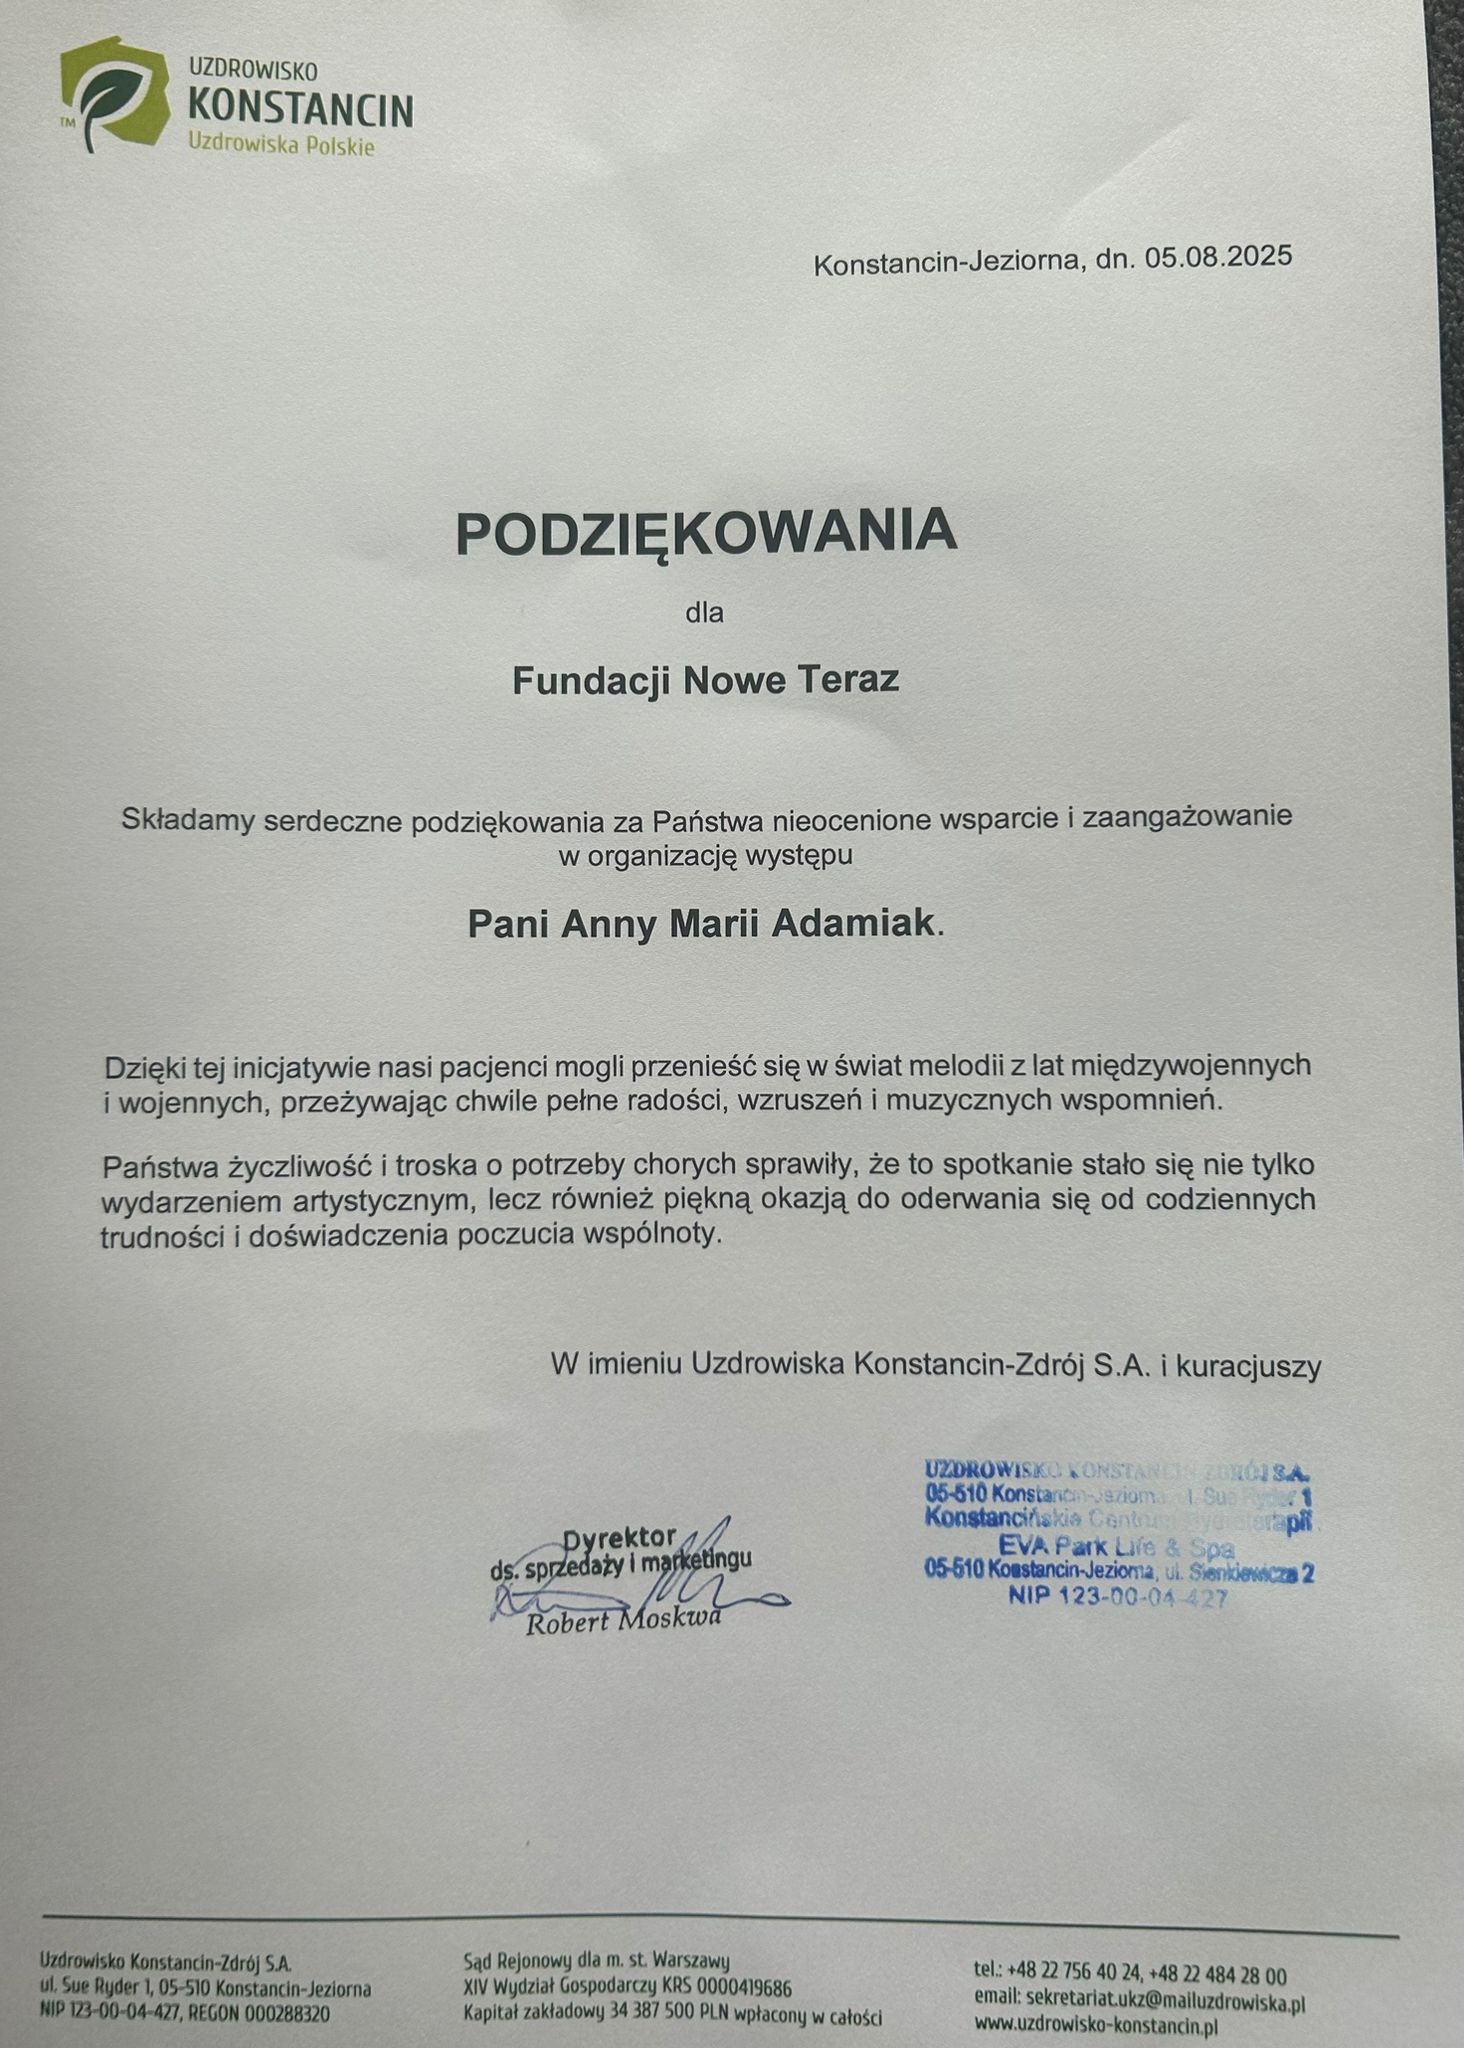 UZDROWISKO
KONSTANCIN
Uzdrowiska Polskie
TM
Konstancin-Jeziorna, dn. 05.08.2025
PODZIĘKOWANIA
dla
Fundacji Nowe Teraz
Składamy serdeczne podziękowania za Państwa nieocenione wsparcie i zaangażowanie
w organizację występu
Pani Anny Marii Adamiak.
Dzięki tej inicjatywie nasi pacjenci mogli przenieść się w świat melodii z lat międzywojennych
i wojennych, przeżywając chwile pełne radości, wzruszeń i muzycznych wspomnień.
Państwa życzliwość i troska o potrzeby chorych sprawiły, że to spotkanie stało się nie tylko
wydarzeniem artystycznym, lecz również piękną okazją do oderwania się od codziennych
trudności i doświadczenia poczucia wspólnoty.
W imieniu Uzdrowiska Konstancin-Zdrój S.A. i kuracjuszy
Dyrektor
ds. sprzedaży i marketingu
Robert Moskwa
UZDROWISKO KONSTANCIN ZDRÓJ S.A.
05-510 Konstancin-Jeziorna ul. Sue Ryder 1
Konstancińskie Centrum Hydroterapii
EVA Park Life & Spa
05-510 Konstancin-Jeziorna, ul. Sienkiewicza 2
NIP 123-00-04-427
Uzdrowisko Konstancin-Zdrój S.A.
ul. Sue Ryder 1, 05-510 Konstancin-Jeziorna
NIP 123-00-04-427, REGON 000288320
Sąd Rejonowy dla m. st. Warszawy
XIV Wydział Gospodarczy KRS 0000419686
Kapitał zakładowy 34 387 500 PLN wpłacony w całości
tel.: +48 22 756 40 24, +48 22 484 28 00
email: sekretariat.ukz@mailuzdrowiska.pl
www.uzdrowisko-konstancin.pl